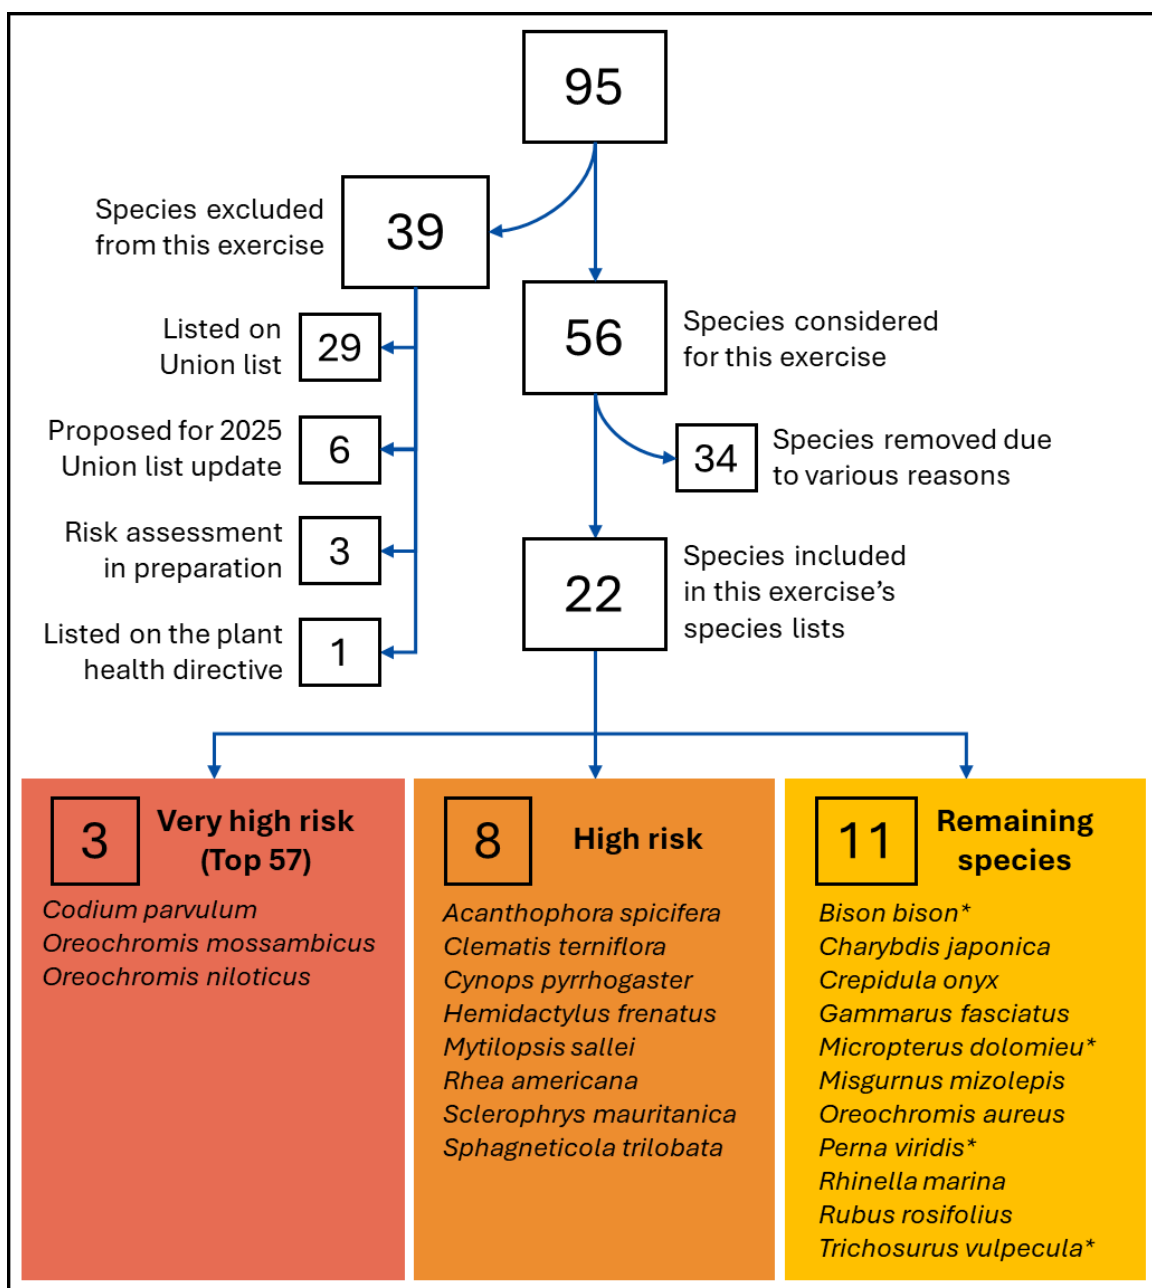 95
Species excluded
from this exercise
39
Listed on
Union list
29
Proposed for 2025
Union list update
6
Risk assessment
in preparation
3
Listed on the plant
health directive
1
56
Species considered
for this exercise
34
Species removed due
to various reasons
22
Species included
in this exercise's
species lists
3
Very high risk
(Top 57)
Codium parvulum
Oreochromis mossambicus
Oreochromis niloticus
8
High risk
Acanthophora spicifera
Clematis terniflora
Cynops pyrrhogaster
Hemidactylus frenatus
Mytilopsis sallei
Rhea americana
Sclerophrys mauritanica
Sphagneticola trilobata
11
Remaining
species
Bison bison*
Charybdis japonica
Crepidula onyx
Gammarus fasciatus
Micropterus dolomieu*
Misgurnus mizolepis
Oreochromis aureus
Perna viridis*
Rhinella marina
Rubus rosifolius
Trichosurus vulpecula*